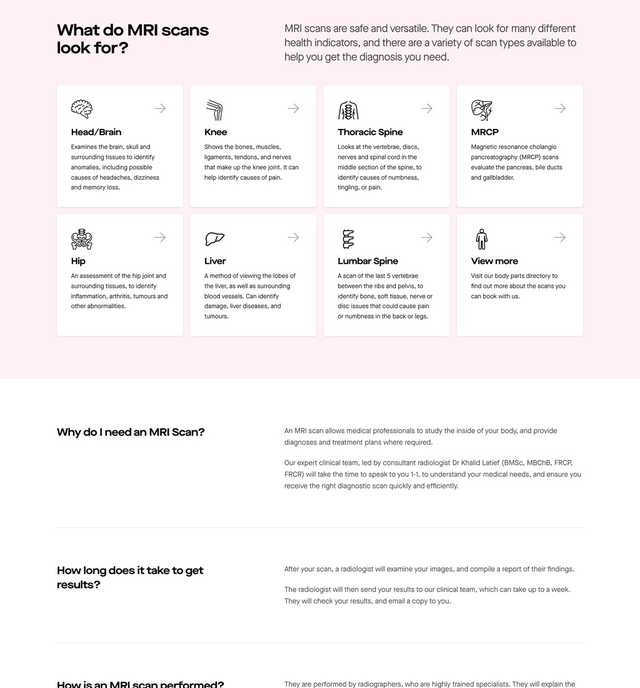 What do MRI scans
look for?
MRI scans are safe and versatile. They can look for many different
health indicators, and there are a variety of scan types available to
help you get the diagnosis you need.
Head/Brain
Examines the brain, skull and
surrounding tissues to identify
anomalies, including possible
causes of headaches, dizziness
and memory loss.
Knee
Shows the bones, muscles,
ligaments, tendons, and nerves
that make up the knee joint. It can
help identify causes of pain.
Thoracic Spine
Looks at the vertebrae, discs,
nerves and spinal cord in the
middle section of the spine, to
identify causes of numbness,
tingling, or pain.
MRCP
Magnetic resonance cholangio
pancreatography (MRCP) scans
evaluate the pancreas, bile ducts
and gallbladder.
Hip
An assessment of the hip joint and
surrounding tissues, to identify
inflammation, arthritis, tumours and
other abnormalities.
Liver
A method of viewing the lobes of
the liver, as well as surrounding
blood vessels. Can identify
damage, liver diseases, and
tumours.
Lumbar Spine
A scan of the last 5 vertebrae
between the ribs and pelvis, to
identify bone, soft tissue, nerve or
disc issues that could cause pain
or numbness in the back or legs.
View more
Visit our body parts directory to
find out more about the scans you
can book with us.
Why do I need an MRI Scan?
An MRI scan allows medical professionals to study the inside of your body, and provide
diagnoses and treatment plans where required.
Our expert clinical team, led by consultant radiologist Dr Khalid Latief (BMSc, MBChB, FRCP,
FRCR) will take the time to speak to you 1-1, to understand your medical needs, and ensure you
receive the right diagnostic scan quickly and efficiently.
How long does it take to get
results?
After your scan, a radiologist will examine your images, and compile a report of their findings.
The radiologist will then send your results to our clinical team, which can take up to a week.
They will check your results, and email a copy to you.
How is an MRI scan performed?
They are performed by radiographers, who are highly trained specialists. They will explain the